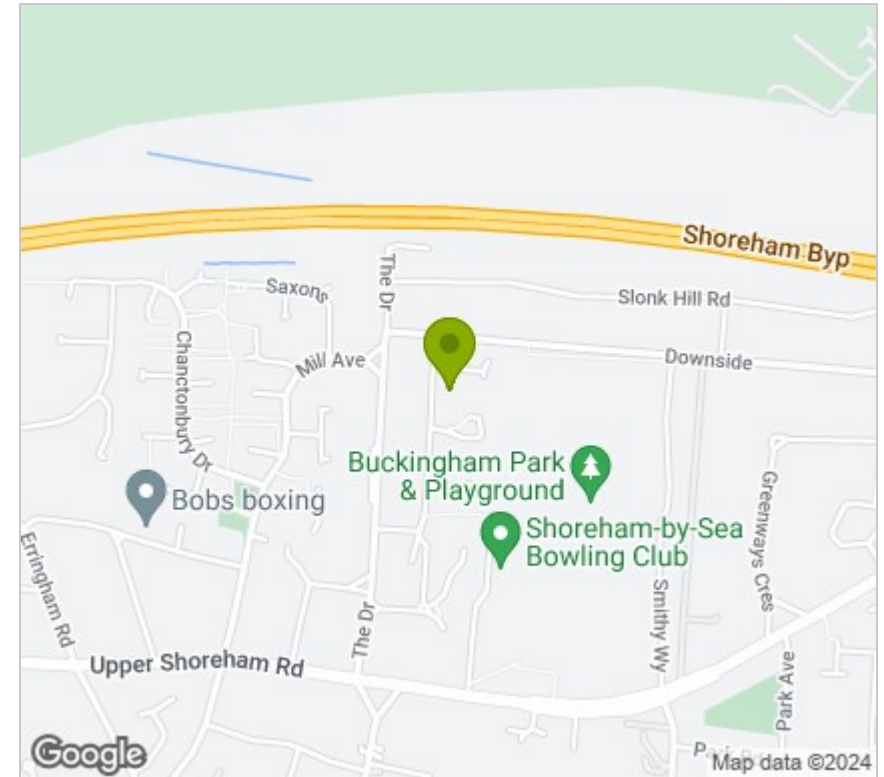 Shoreham Byp
The Dr
Saxons
Slonk Hill Rd
Mill Ave
Downside
Chanctonbury Dr
Buckingham Park
& Playground
Bobs boxing
Greenways Cres
Shoreham-by-Sea
Bowling Club
Erringham Rd
Smithy Wy
The Dr
Upper Shoreham Rd
Park Ave
Google
Map data ©2024